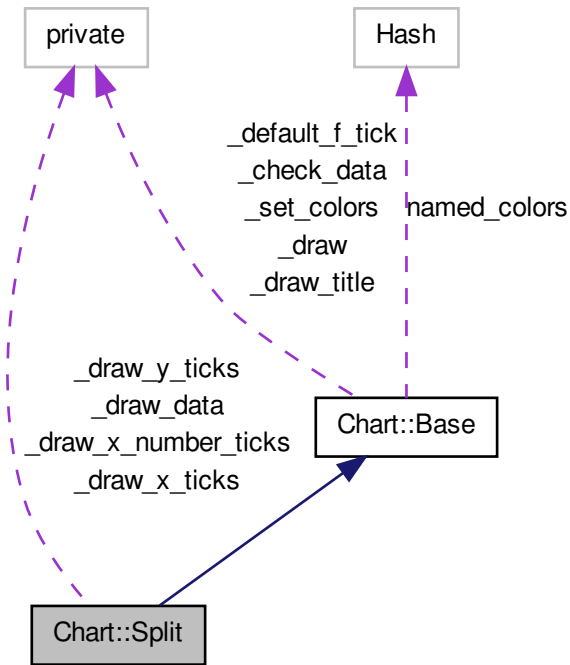 private
Hash
_default_f_tick
_check_data
_set_colors
named_colors
_draw
_draw_title
_draw_y_ticks
_draw_data
_draw_x_number_ticks
_draw_x_ticks
Chart::Base
Chart::Split